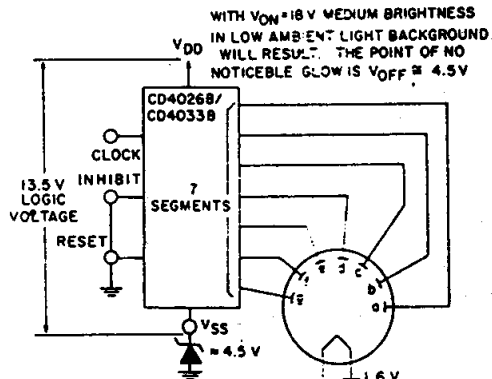 WITH VON=18 V MEDIUM BRIGHTNESS
IN LOW AMBIENT LIGHT BACKGROUND
WILL RESULT. THE POINT OF NO
NOTICEABLE GLOW IS VOFF ≅ 4.5V
VDD
CD4026B/
CD4033B
CLOCK
INHIBIT
13.5 V
LOGIC
VOLTAGE
7
SEGMENTS
RESET
a
b
c
d
e
f
g
VSS
≈4.5 V
1.6 V